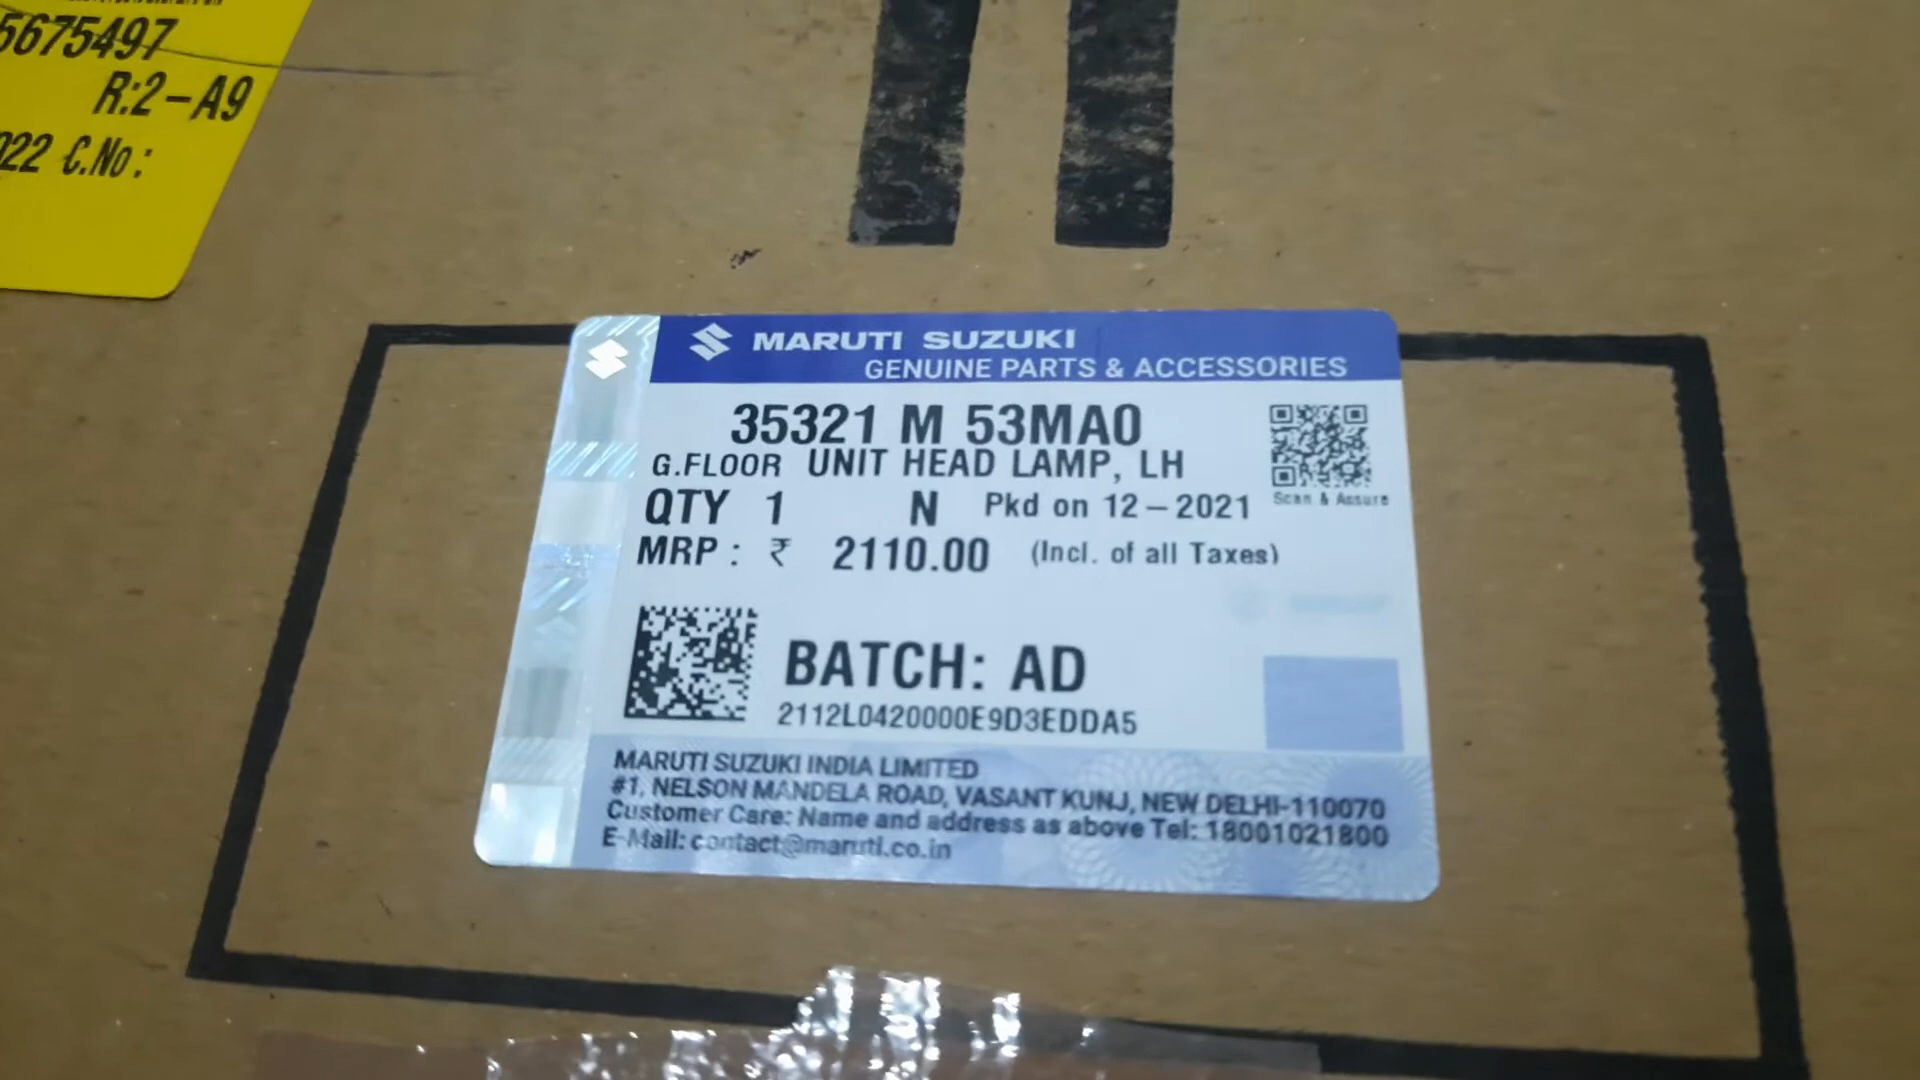 5675497
R:2-A9
022 C.No:
MARUTI SUZUKI
GENUINE PARTS & ACCESSORIES
35321 M 53MA0
G.FLOOR UNIT HEAD LAMP, LH
QTY 1 N Pkd on 12-2021
Scan & Assure
MRP : ₹ 2110.00 (Incl. of all Taxes)
BATCH: AD
2112L0420000E9D3EDDA5
MARUTI SUZUKI INDIA LIMITED
#1, NELSON MANDELA ROAD, VASANT KUNJ, NEW DELHI-110070
Customer Care: Name and address as above Tel: 18001021800
E-Mail: contact@maruti.co.in